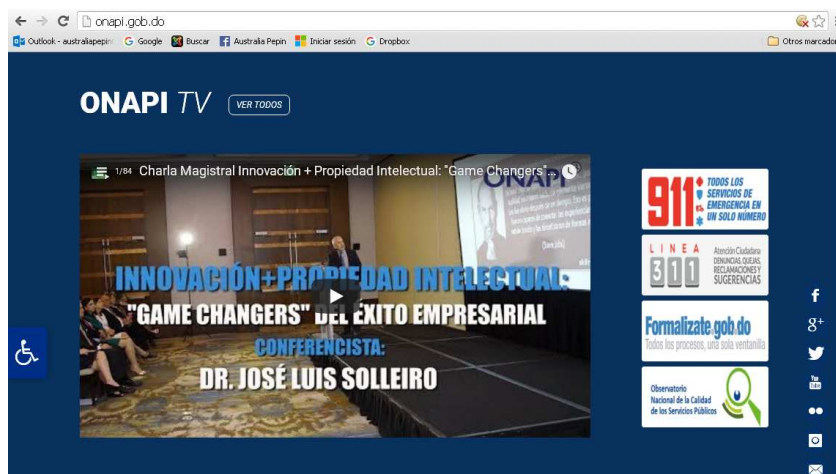 onapi.gob.do
Outlook - australiapepin
Google
Buscar
Australia Pepin
Iniciar sesión
Dropbox
Otros marcador
ONAPI TV
VER TODOS
1/84 Charla Magistral Innovación + Propiedad Intelectual: "Game Changers"...
ONAPI
INNOVACIÓN+PROPIEDAD INTELECTUAL:
"GAME CHANGERS" DEL ÉXITO EMPRESARIAL
CONFERENCISTA:
DR. JOSÉ LUIS SOLLEIRO
911
TODOS LOS
SERVICIOS DE
EMERGENCIA EN
UN SOLO NÚMERO
LINEA
311
Atención Ciudadana
DENUNCIAS, QUEJAS,
RECLAMACIONES Y
SUGERENCIAS
Formalizate.gob.do
Todos los procesos, una sola ventanilla
Observatorio
Nacional de la Calidad
de los Servicios Públicos
You
Tube